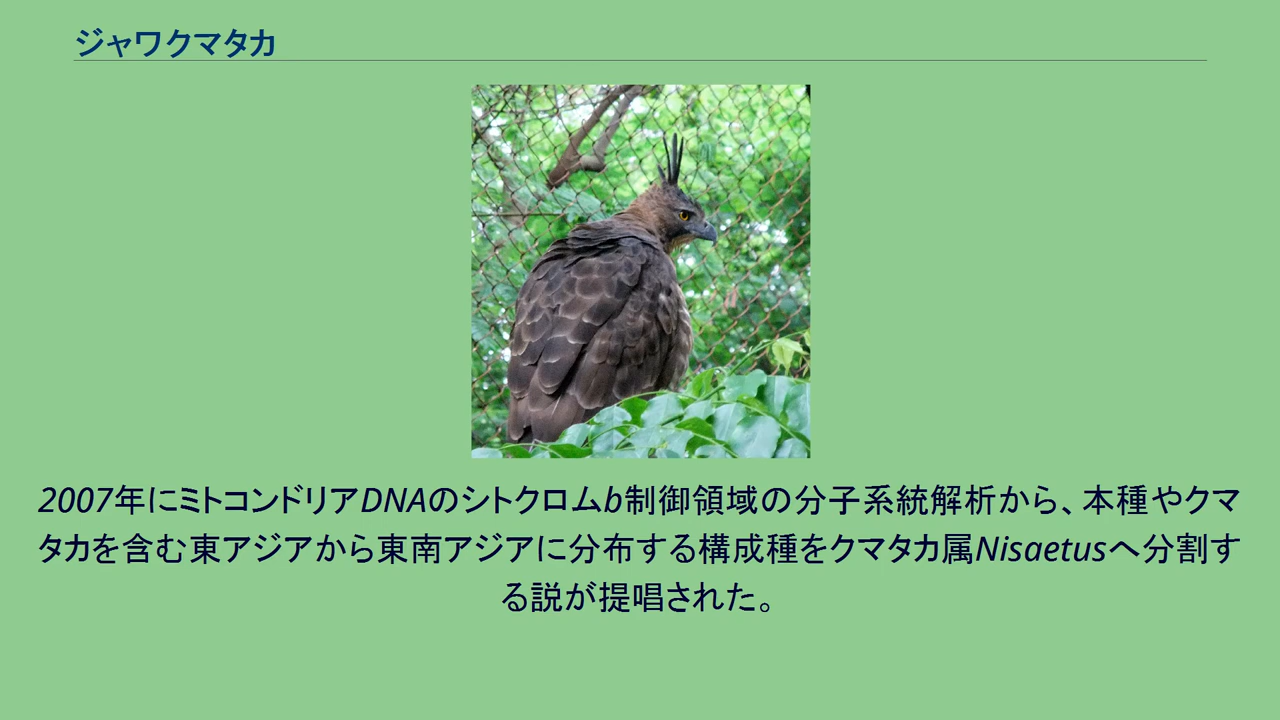 ジャワクマタカ
2007年にミトコンドリアDNAのシトクロムb制御領域の分子系統解析から、本種やクマ
タカを含む東アジアから東南アジアに分布する構成種をクマタカ属Nisaetusへ分割す
る説が提唱された。